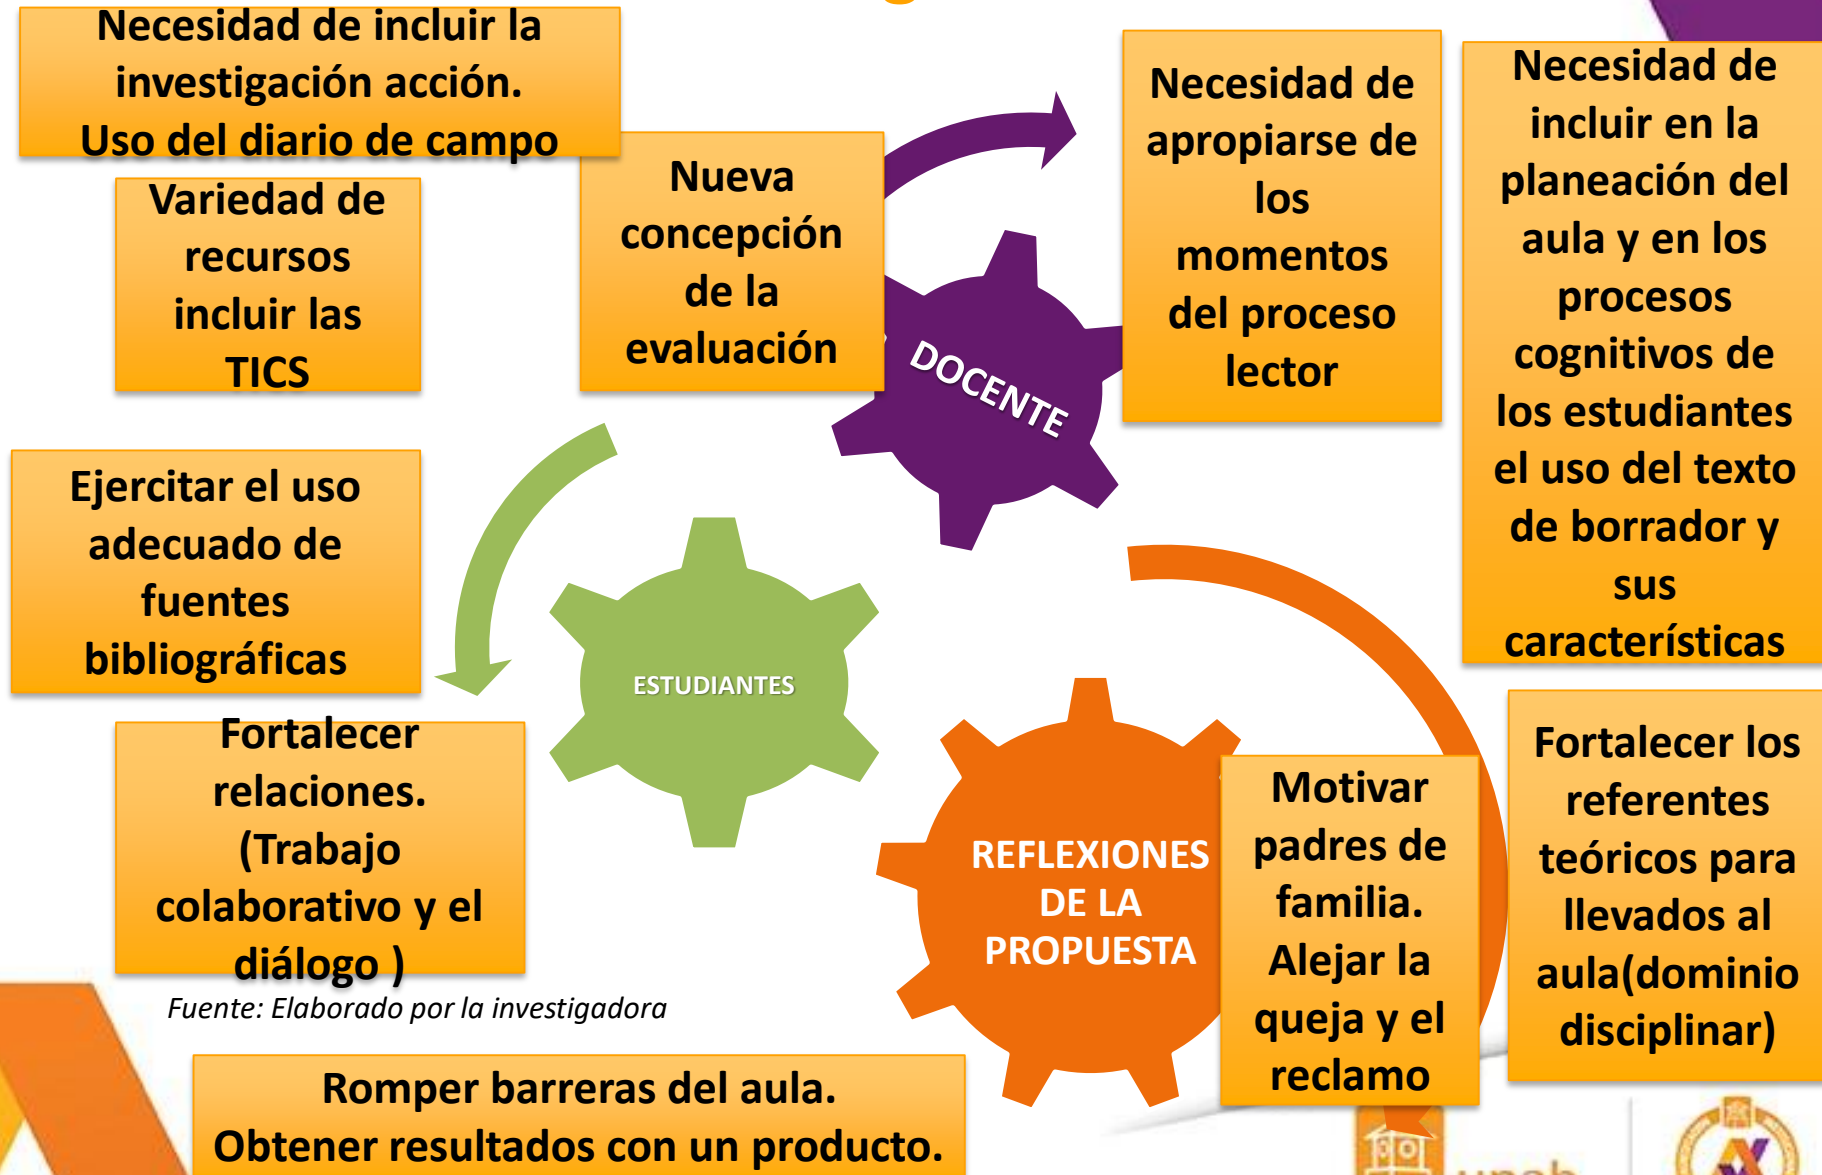 Necesidad de incluir la
investigación acción.
Uso del diario de campo
Variedad de
recursos
incluir las
TICS
Nueva
concepción
de la
evaluación
Necesidad de
apropiarse de
los
momentos
del proceso
lector
Necesidad de
incluir en la
planeación del
aula y en los
procesos
cognitivos de
los estudiantes
el uso del texto
de borrador y
sus
características
DOCENTE
Ejercitar el uso
adecuado de
fuentes
bibliográficas
ESTUDIANTES
Fortalecer
relaciones.
(Trabajo
colaborativo y el
diálogo )
REFLEXIONES
DE LA
PROPUESTA
Motivar
padres de
familia.
Alejar la
queja y el
reclamo
Fortalecer los
referentes
teóricos para
llevados al
aula(dominio
disciplinar)
Fuente: Elaborado por la investigadora
Romper barreras del aula.
Obtener resultados con un producto.